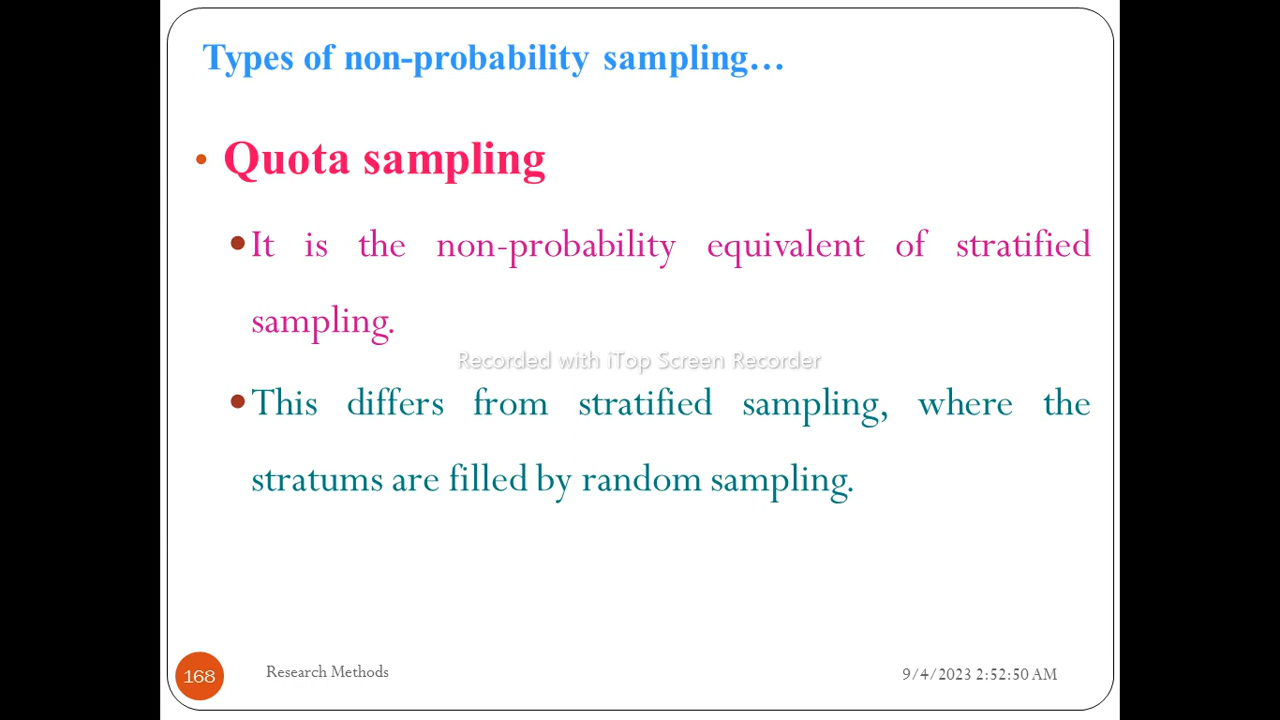 Types of non-probability sampling…
• Quota sampling
•It is the non-probability equivalent of stratified
sampling.
Recorded with iTop Screen Recorder
•This differs from stratified sampling, where the
stratums are filled by random sampling.
168
Research Methods
9/4/2023 2:52:50 AM